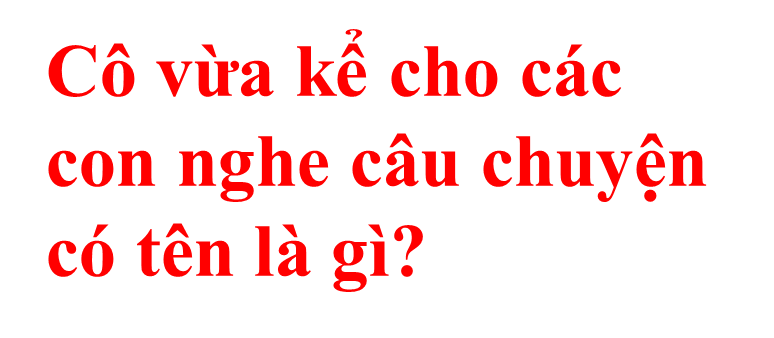 Cô vừa kể cho các
con nghe câu chuyện
có tên là gì?